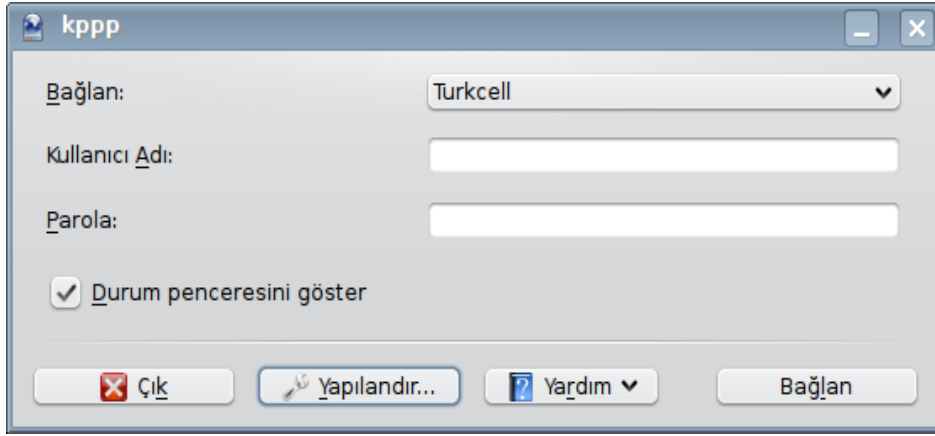 kppp
Bağlan: Turkcell
Kullanıcı Adı:
Parola:
Durum penceresini göster
Çık Yapılandır... Yardım Bağlan